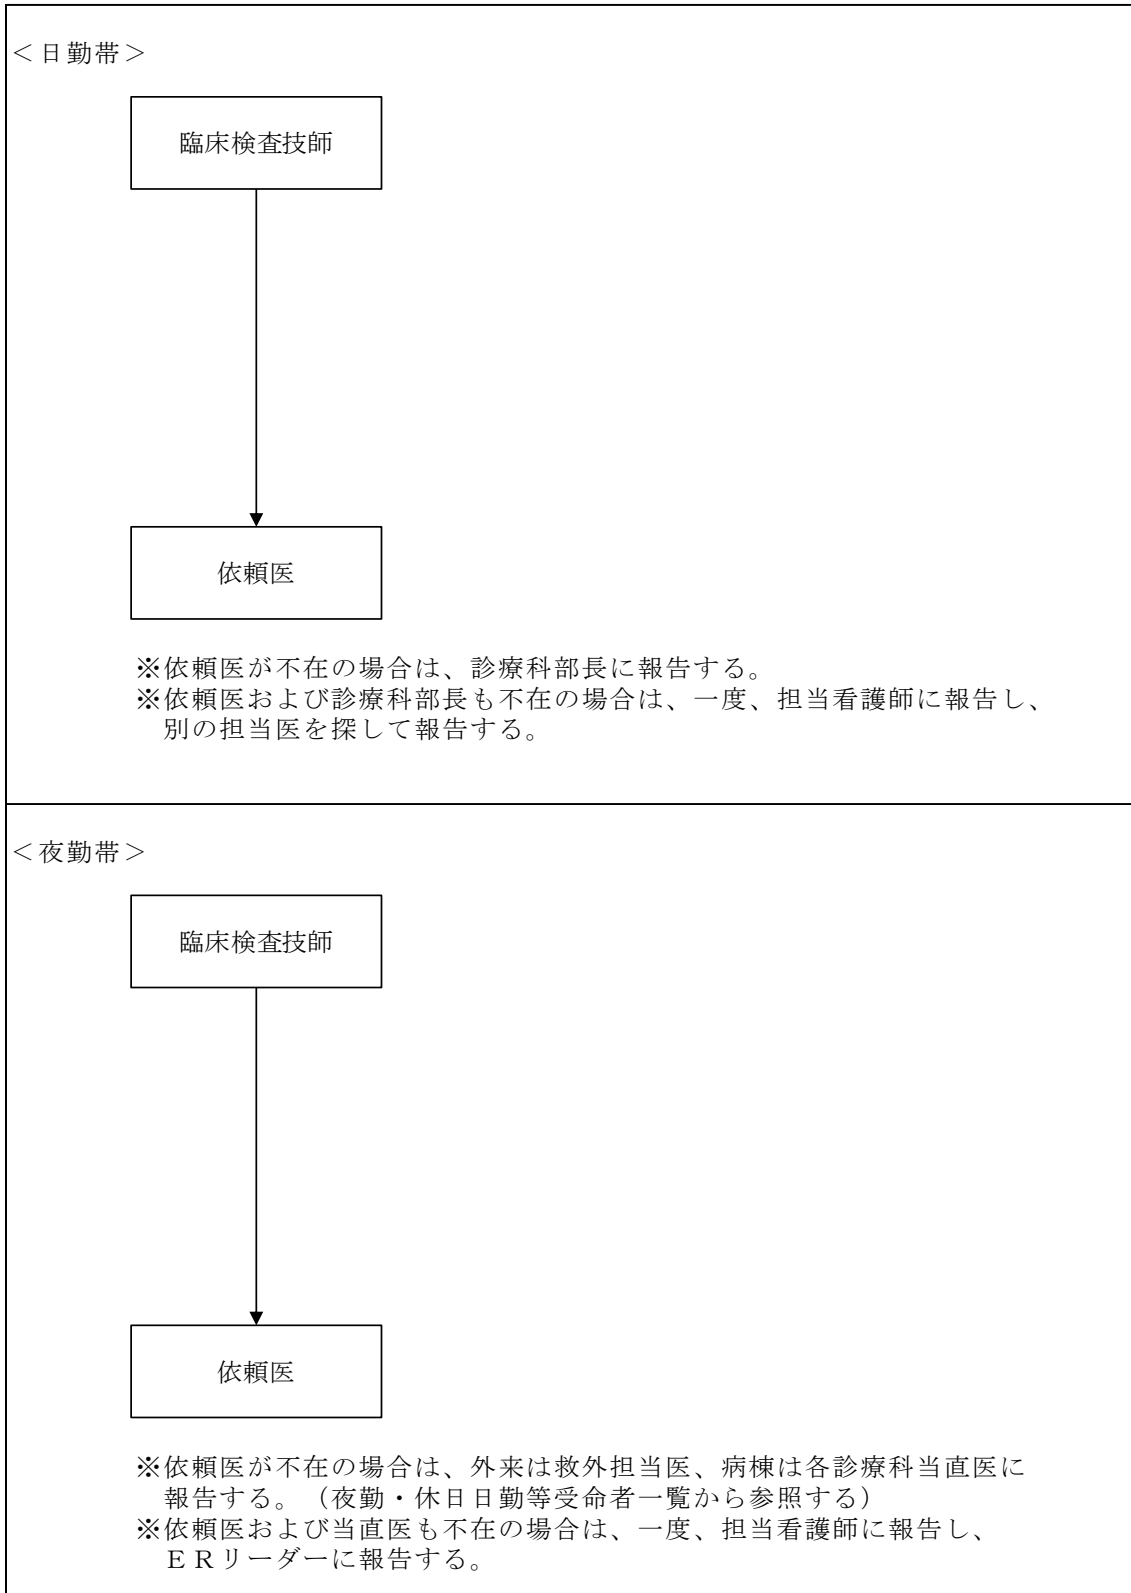 ＜日勤帯＞
臨床検査技師
依頼医
※依頼医が不在の場合は、診療科部長に報告する。
※依頼医および診療科部長も不在の場合は、一度、担当看護師に報告し、
別の担当医を探して報告する。
＜夜勤帯＞
臨床検査技師
依頼医
※依頼医が不在の場合は、外来は救外担当医、病棟は各診療科当直医に
報告する。（夜勤・休日日勤等受命者一覧から参照する）
※依頼医および当直医も不在の場合は、一度、担当看護師に報告し、
ＥＲリーダーに報告する。